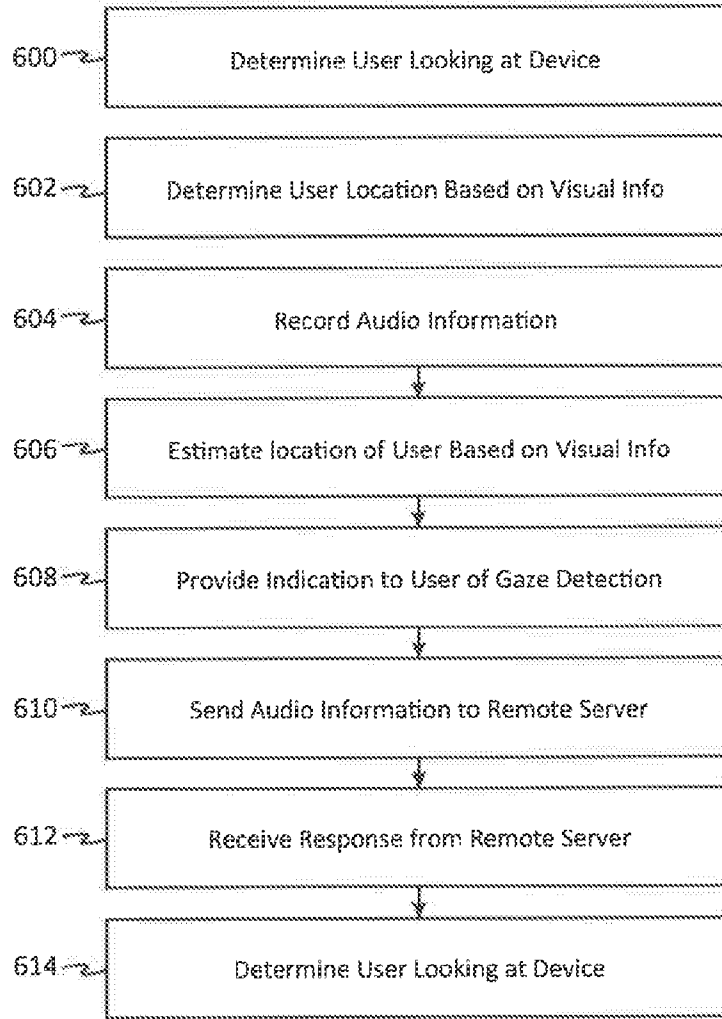 600 Determine User Looking at Device
602 Determine User Location Based on Visual Info
604 Record Audio Information
606 Estimate location of User Based on Visual Info
608 Provide Indication to User of Gaze Detection
610 Send Audio Information to Remote Server
612 Receive Response from Remote Server
614 Determine User Looking at Device